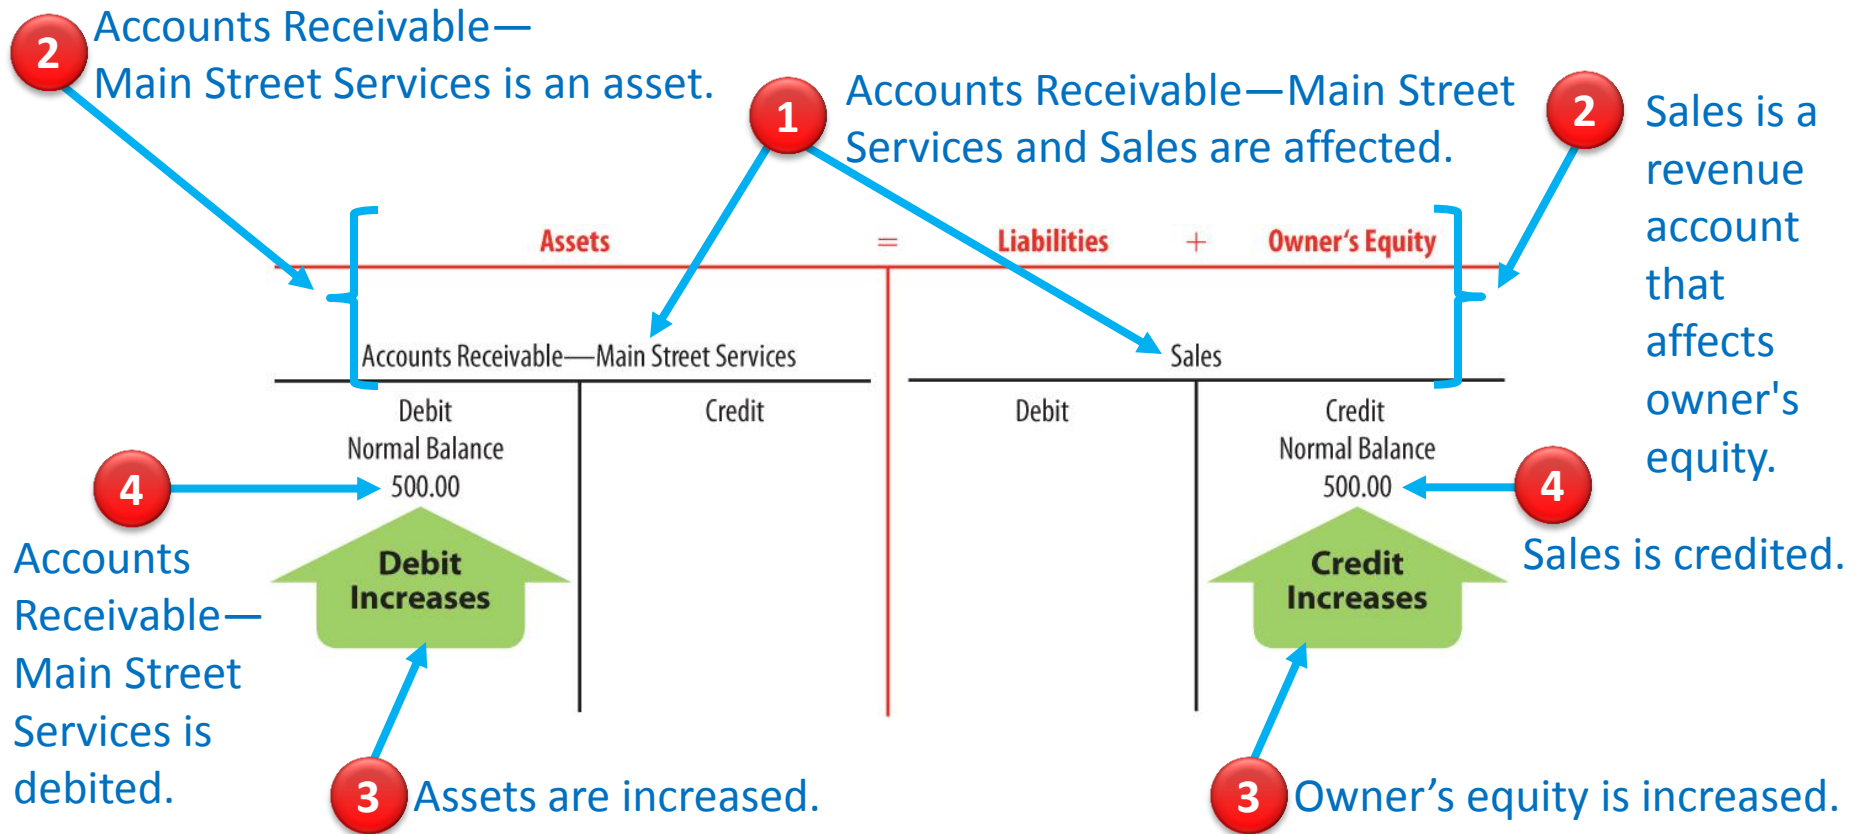 2
Accounts Receivable—
Main Street Services is an asset.
1
Accounts Receivable—Main Street
Services and Sales are affected.
2
Sales is a
revenue
account
that
affects
owner's
equity.
Assets = Liabilities + Owner‘s Equity
Accounts Receivable—Main Street Services
Sales
Debit
Normal Balance
500.00
Credit
Debit
Credit
Normal Balance
500.00
4
Accounts
Receivable—
Main Street
Services is
debited.
Debit
Increases
Credit
Increases
4
Sales is credited.
3
Assets are increased.
3
Owner’s equity is increased.